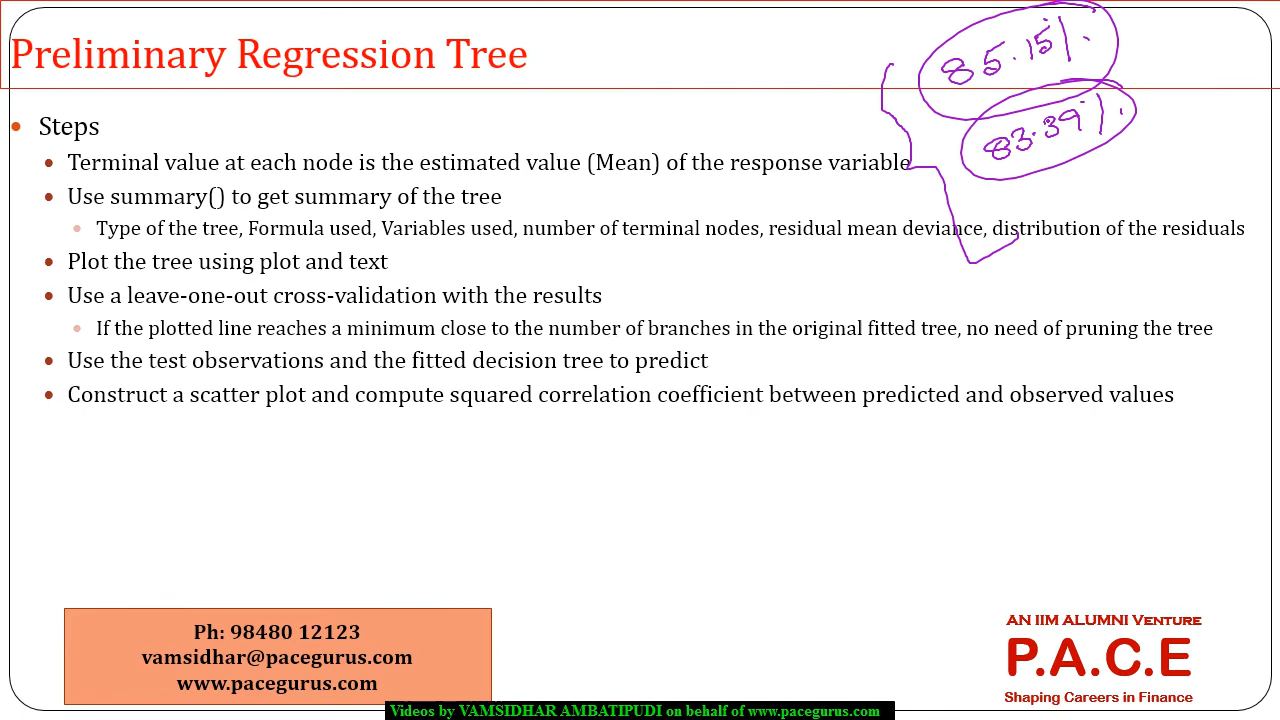 Preliminary Regression Tree
85.15%.
83.39%.
Steps
Terminal value at each node is the estimated value (Mean) of the response variable
Use summary() to get summary of the tree
Type of the tree, Formula used, Variables used, number of terminal nodes, residual mean deviance, distribution of the residuals
Plot the tree using plot and text
Use a leave-one-out cross-validation with the results
If the plotted line reaches a minimum close to the number of branches in the original fitted tree, no need of pruning the tree
Use the test observations and the fitted decision tree to predict
Construct a scatter plot and compute squared correlation coefficient between predicted and observed values
Ph: 98480 12123
vamsidhar@pacegurus.com
www.pacegurus.com
AN IIM ALUMNI VENTURE
P.A.C.E
Shaping Careers in Finance
Videos by VAMSIDHAR AMBATIPUDI on behalf of www.pacegurus.com